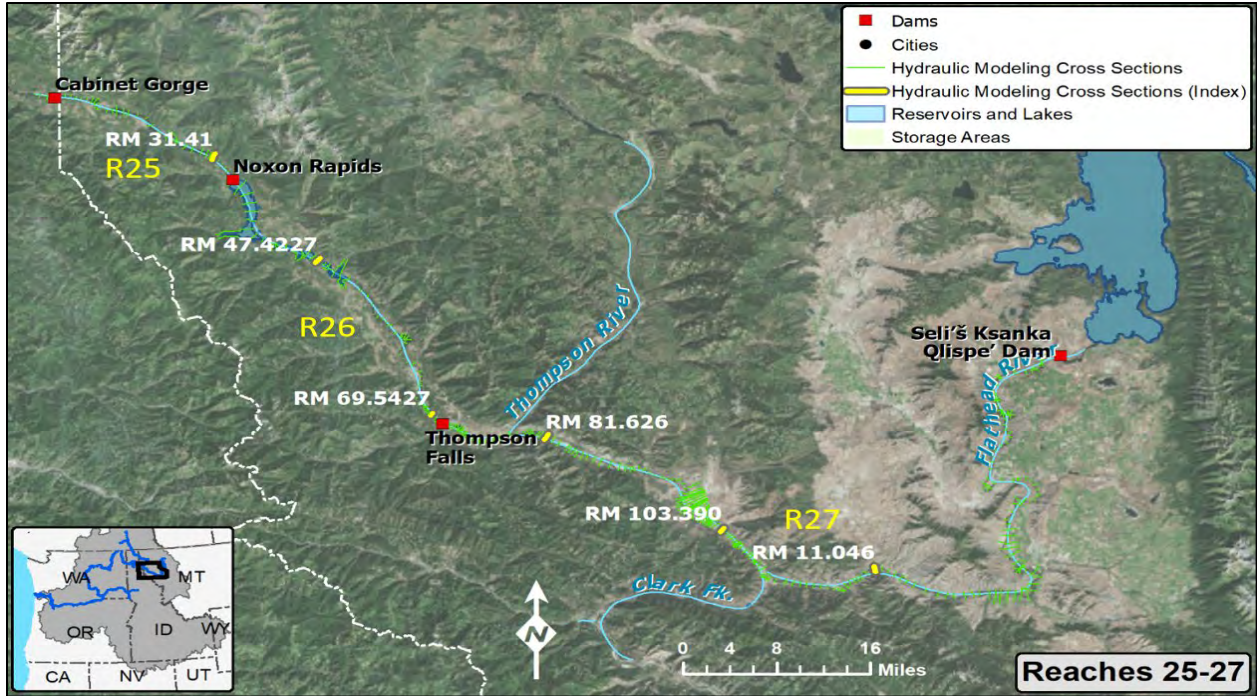 Dams
Cities
Hydraulic Modeling Cross Sections
Hydraulic Modeling Cross Sections (Index)
Reservoirs and Lakes
Storage Areas
Cabinet Gorge
RM 31.41
R25
Noxon Rapids
RM 47.4227
R26
Thompson River
Seli'š Ksanka
Qlispe' Dam
Flathead River
RM 69.5427
RM 81.626
Thompson
Falls
RM 103.390
R27
RM 11.046
Clark Fk.
WA
MT
OR
ID
WY
CA
NV
UT
N
0 4 8 16
Miles
Reaches 25-27